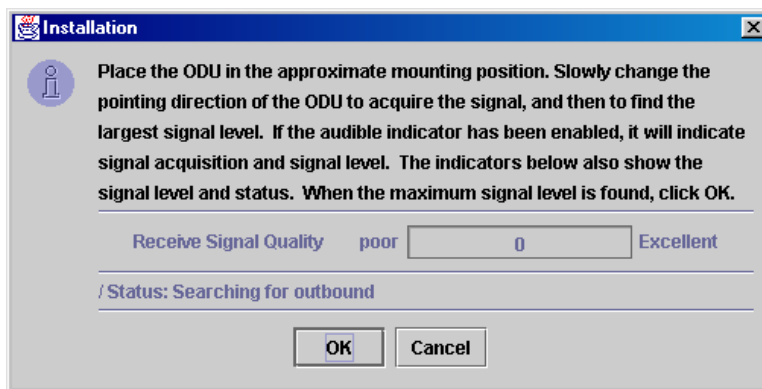 Installation
Place the ODU in the approximate mounting position. Slowly change the
pointing direction of the ODU to acquire the signal, and then to find the
largest signal level. If the audible indicator has been enabled, it will indicate
signal acquisition and signal level. The indicators below also show the
signal level and status. When the maximum signal level is found, click OK.
Receive Signal Quality poor 0 Excellent
/ Status: Searching for outbound
OK Cancel